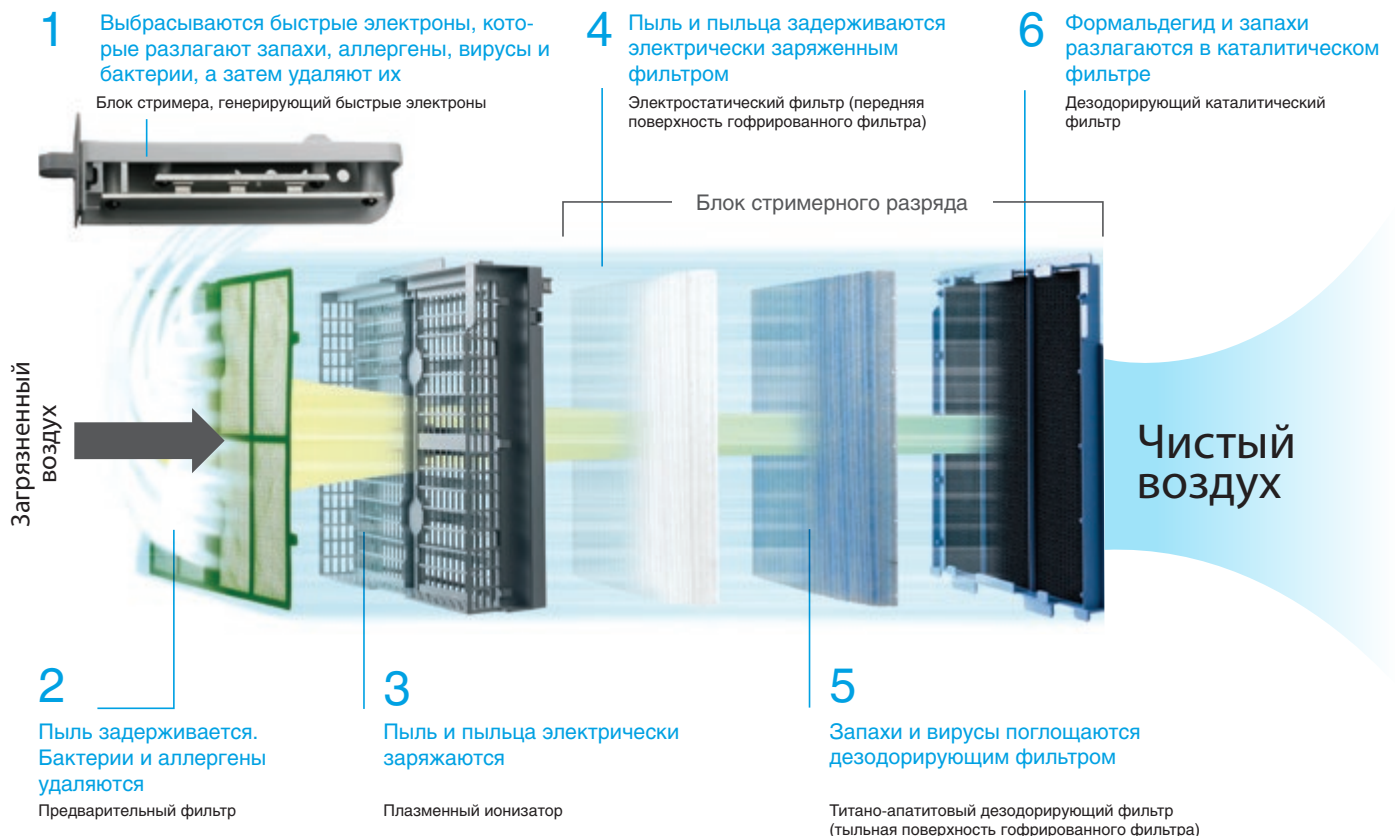 1
Выбрасываются быстрые электроны, кото-
рые разлагают запахи, аллергены, вирусы и
бактерии, а затем удаляют их
Блок стримера, генерирующий быстрые электроны
4
Пыль и пыльца задерживаются
электрически заряженным
фильтром
Электростатический фильтр (передняя
поверхность гофрированного фильтра)
6
Формальдегид и запахи
разлагаются в каталитическом
фильтре
Дезодорирующий каталитический
фильтр
Блок стримерного разряда
Загрязненный
воздух
Чистый
воздух
2
Пыль задерживается.
Бактерии и аллергены
удаляются
Предварительный фильтр
3
Пыль и пыльца электрически
заряжаются
Плазменный ионизатор
5
Запахи и вирусы поглощаются
дезодорирующим фильтром
Титано-апатитовый дезодорирующий фильтр
(тыльная поверхность гофрированного фильтра)